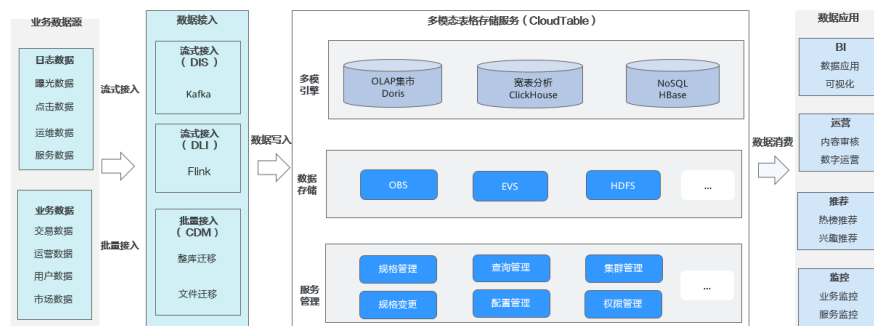 业务数据源
日志数据
曝光数据
点击数据
运维数据
服务数据
业务数据
交易数据
运营数据
用户数据
市场数据
流式接入
批量接入
数据接入
流式接入
（DIS）
Kafka
流式接入
（DLI）
Flink
批量接入
（CDM）
整库迁移
文件迁移
数据写入
多模态表格存储服务（CloudTable）
多模
引擎
OLAP集市
Doris
宽表分析
ClickHouse
NoSQL
HBase
数据
存储
OBS
EVS
HDFS
...
服务
管理
规格管理
查询管理
集群管理
...
规格变更
配置管理
权限管理
数据消费
数据应用
BI
数据应用
可视化
运营
内容审核
数字运营
推荐
热榜推荐
兴趣推荐
监控
业务监控
服务监控